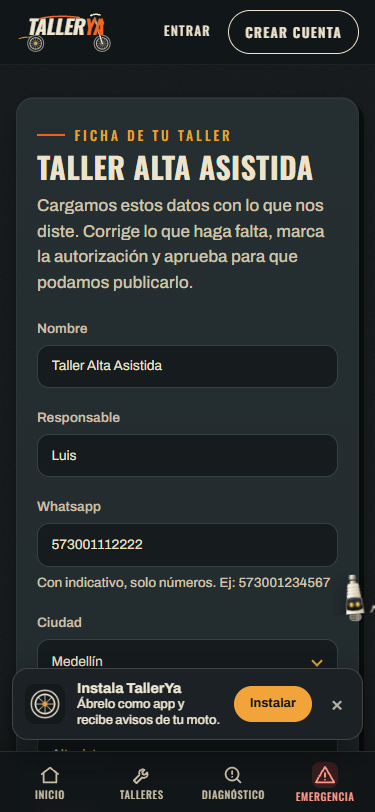 TALLERYA
ENTRAR
CREAR CUENTA
FICHA DE TU TALLER
TALLER ALTA ASISTIDA
Cargamos estos datos con lo que nos
diste. Corrige lo que haga falta, marca
la autorización y aprueba para que
podamos publicarlo.
Nombre
Taller Alta Asistida
Responsable
Luis
Whatsapp
573001112222
Con indicativo, solo números. Ej: 573001234567
Ciudad
Medellín
Instala TallerYa
Ábrelo como app y
recibe avisos de tu moto.
Instalar
INICIO
TALLERES
DIAGNÓSTICO
EMERGENCIA